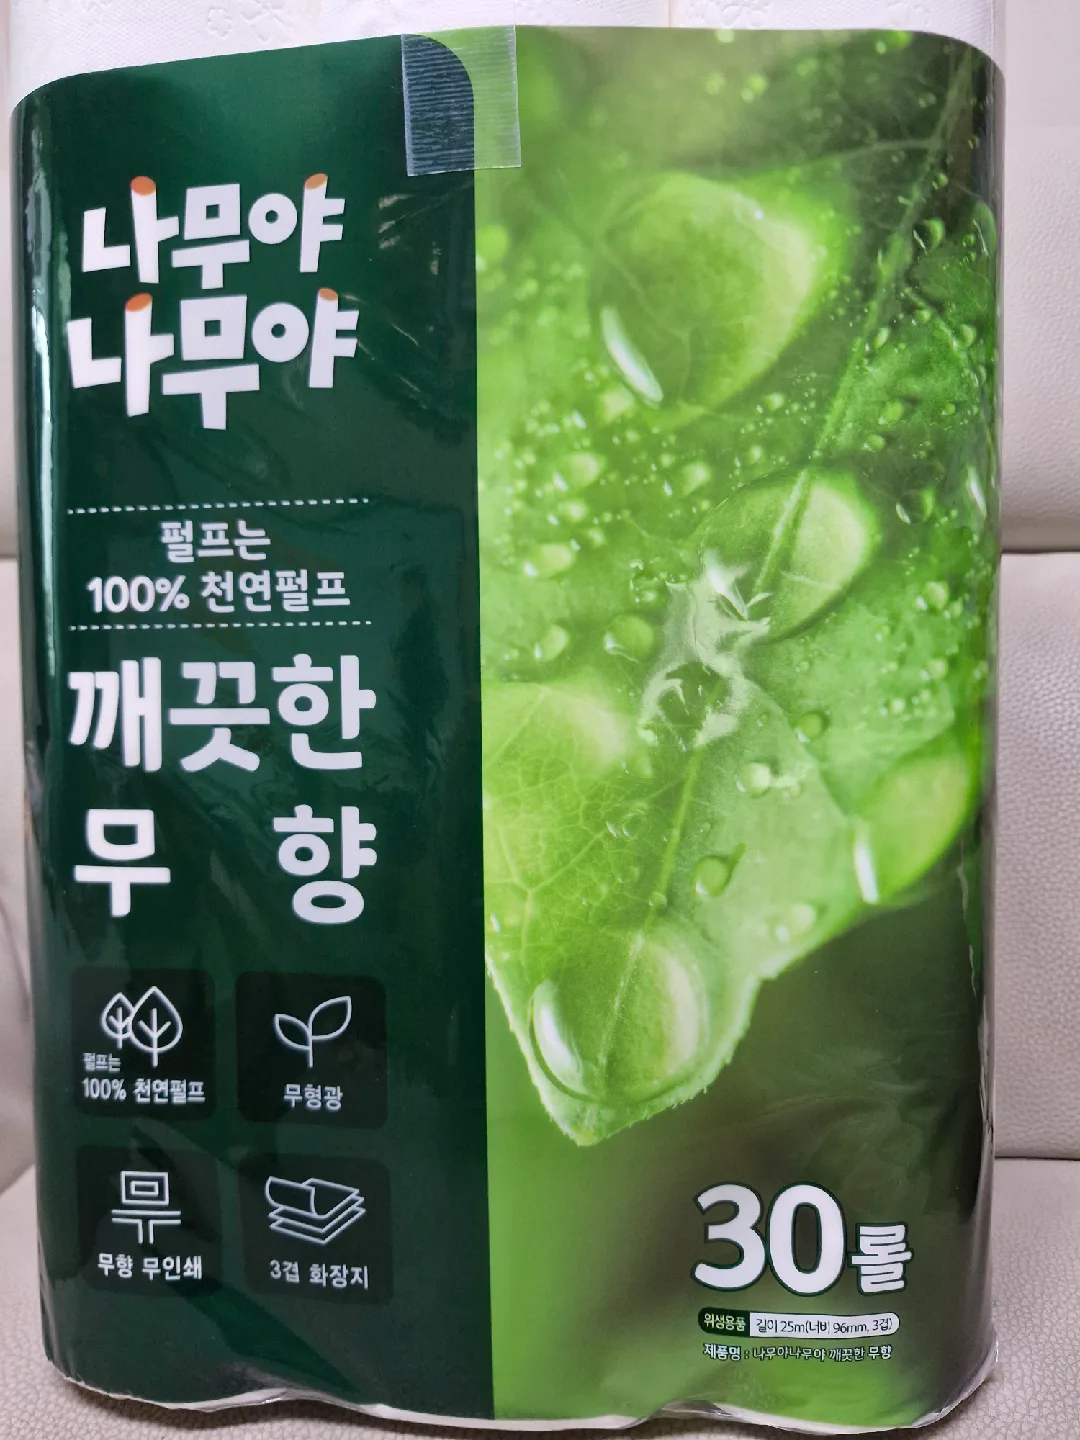 나무야
나무야
펄프는
100% 천연펄프
깨끗한
무 향
펄프는
100% 천연펄프
무형광
무
무향 무인쇄
3겹 화장지
30롤
위생용품 길이 25m(너비 96mm, 3겹)
제품명 : 나무야나무야 깨끗한 무향